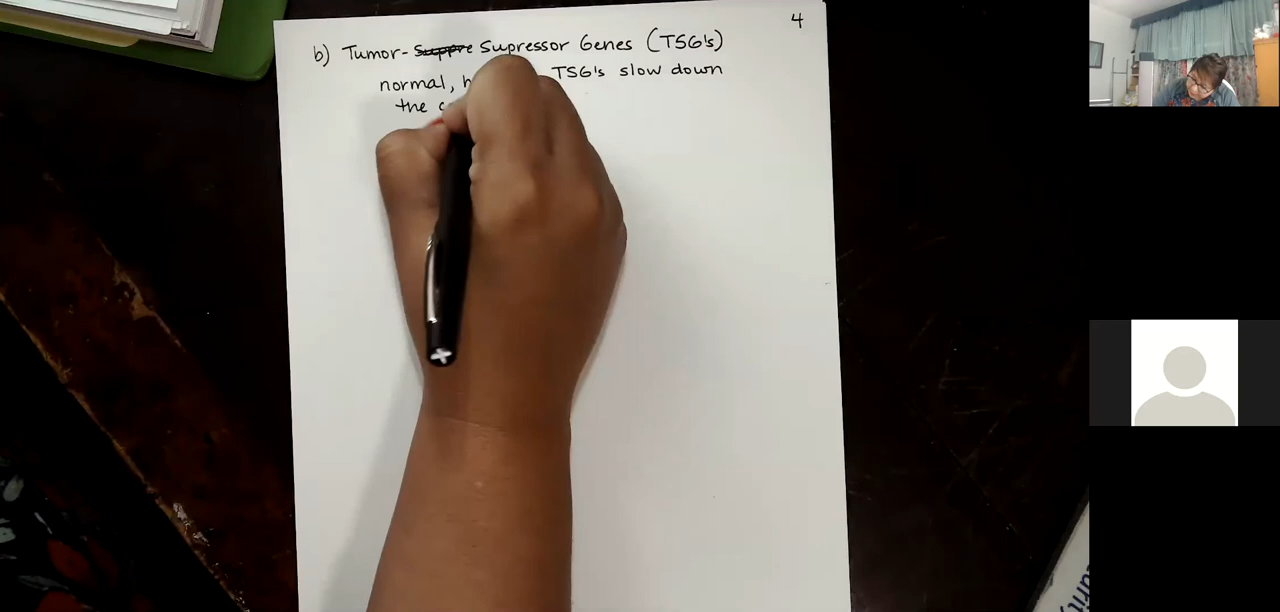 4
b) Tumor- Suppre Supressor Genes (TSG's)
normal, TSG's slow down
the